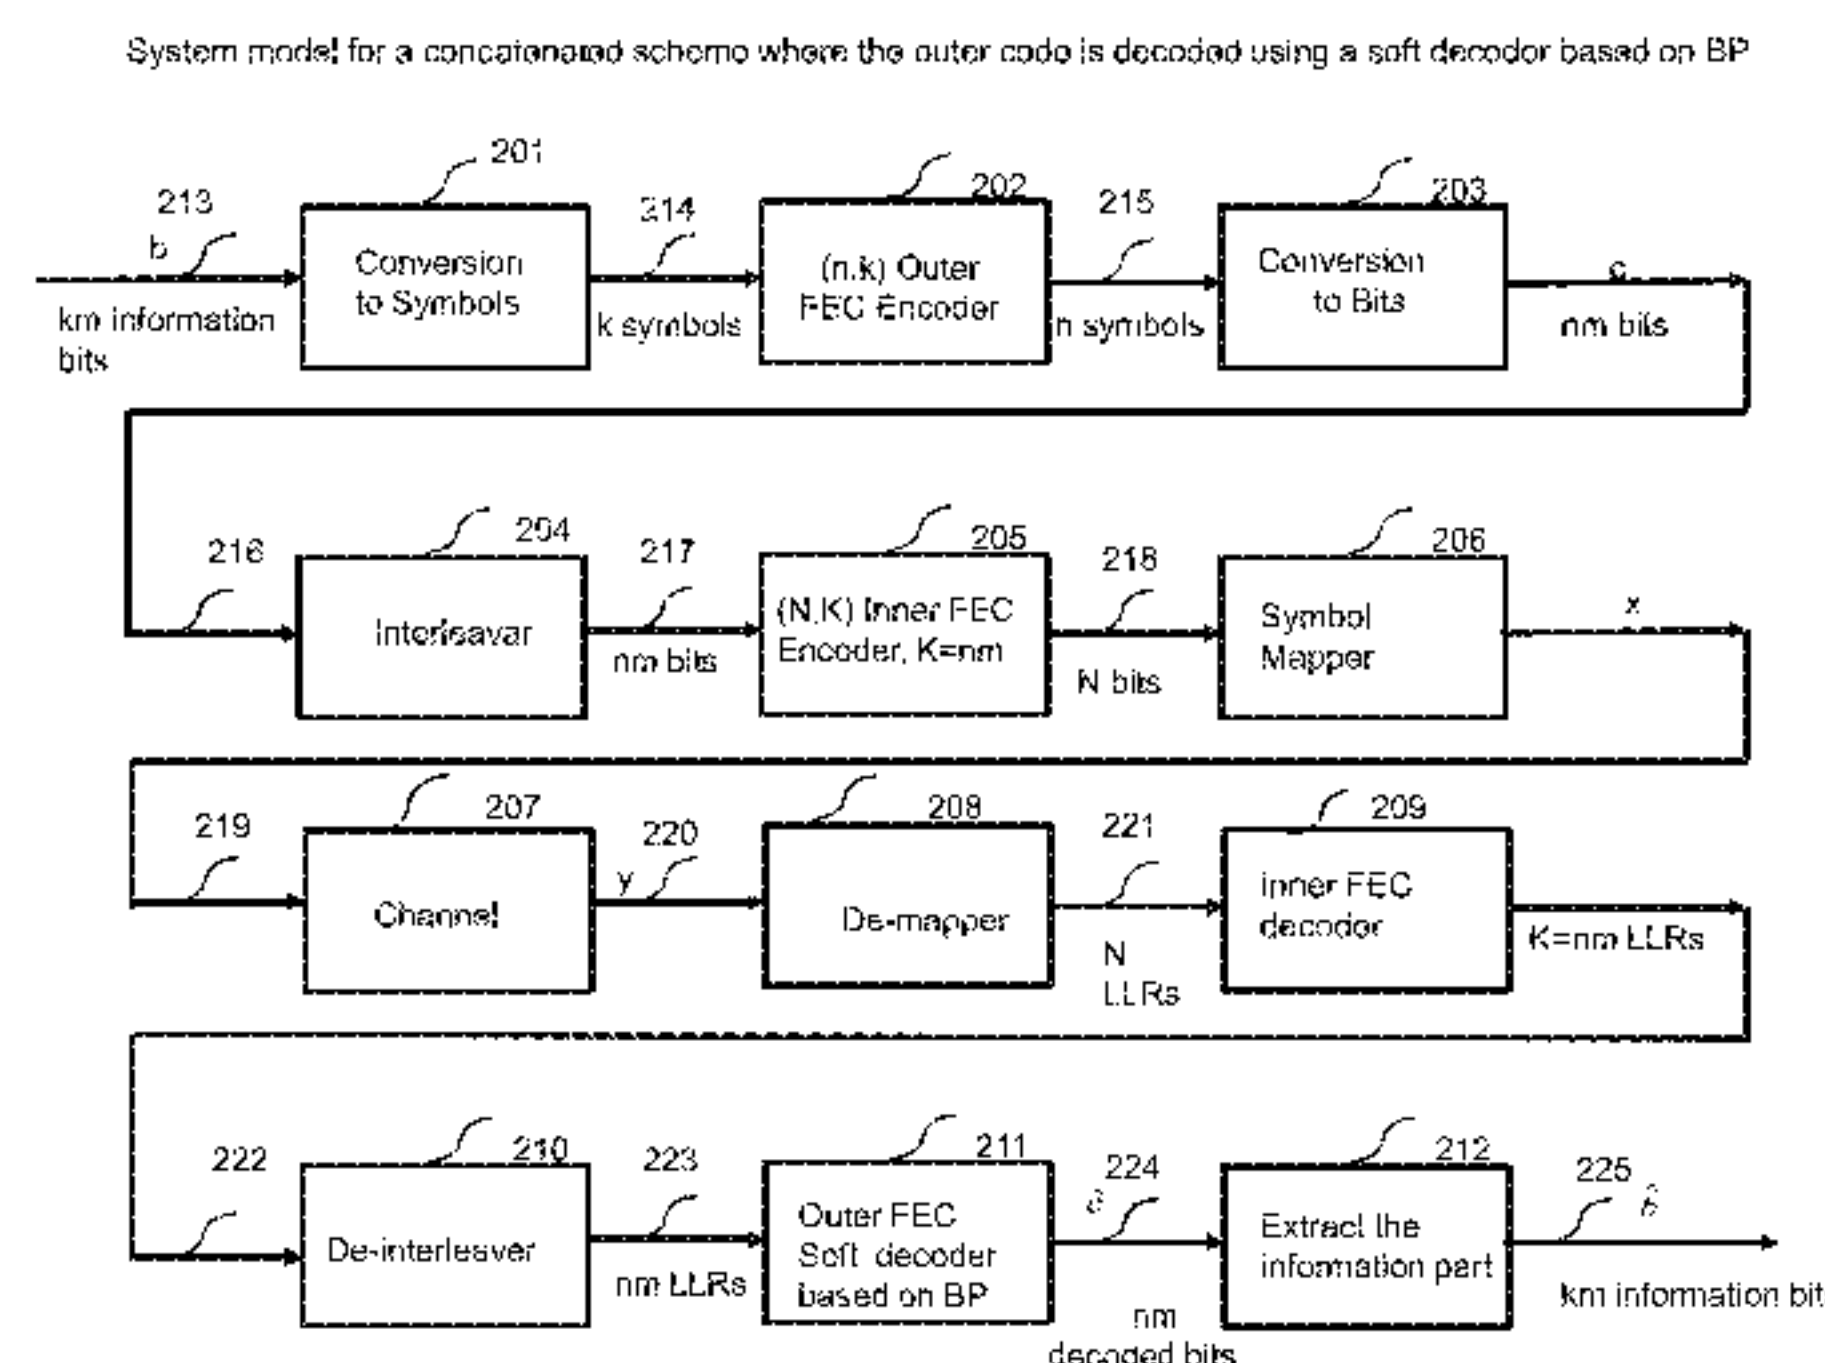 System model for a concatenated scheme where the outer code is decoded using a soft decoder based on BP
201
202
203
213
214
215
b
Conversion
to Symbols
(n,k) Outer
FEC Encoder
Conversion
to Bits
c
km information
bits
k symbols
n symbols
nm bits
204
205
206
216
217
218
Interleavar
(N,K) Inner FEC
Encoder, K=nm
Symbol
Mapper
x
nm bits
N bits
207
208
209
219
220
221
y
Channel
De-mapper
inner FEC
decoder
N
LLRs
K=nm LLRs
210
211
212
222
223
224
225
ĉ
b̂
De-interleaver
Outer FEC
Soft decoder
based on BP
Extract the
information part
nm LLRs
nm
decoded bits
km information bit